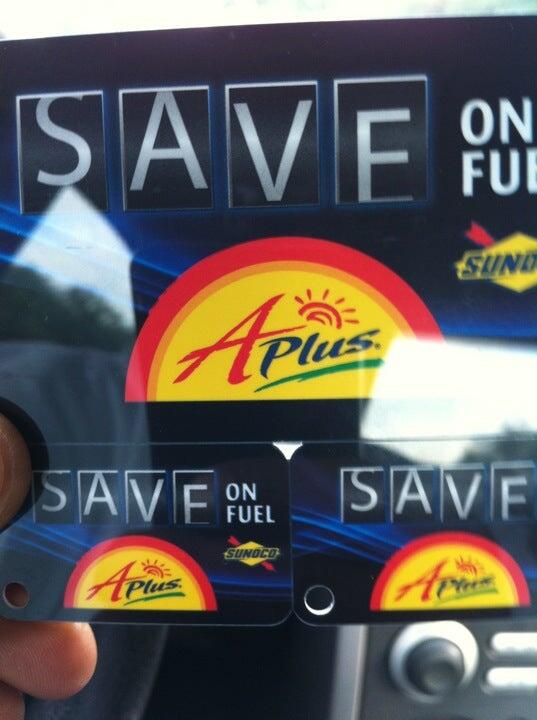 SAVE ON
FUE
SUNO
APlus.
SAVE ON
FUEL
SUNOCO
APlus.
SAVE
APlus.